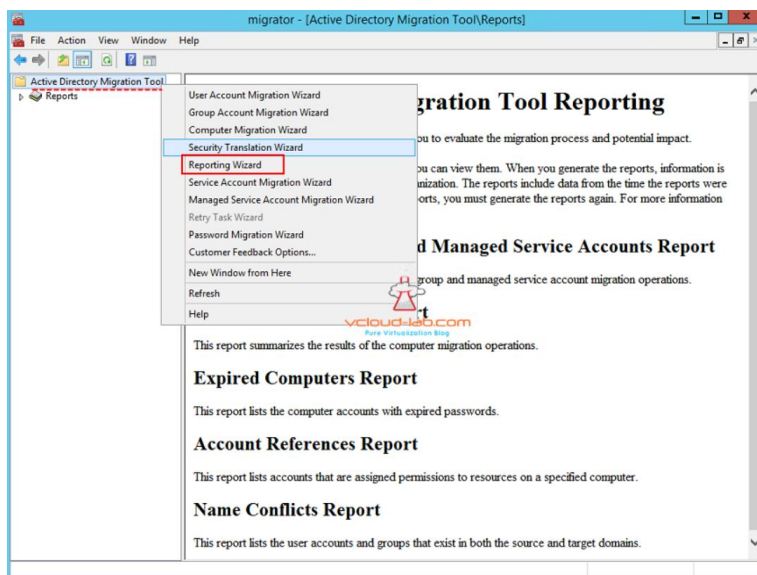 migrator - [Active Directory Migration Tool\Reports]
File Action View Window Help
Active Directory Migration Tool
Reports
User Account Migration Wizard
Group Account Migration Wizard
Computer Migration Wizard
Security Translation Wizard
Reporting Wizard
Service Account Migration Wizard
Managed Service Account Migration Wizard
Retry Task Wizard
Password Migration Wizard
Customer Feedback Options...
New Window from Here
Refresh
Help
gration Tool Reporting
ou to evaluate the migration process and potential impact.
ou can view them. When you generate the reports, information is
nization. The reports include data from the time the reports were
orts, you must generate the reports again. For more information
d Managed Service Accounts Report
group and managed service account migration operations.
rt
vcloud-lab.com
Pure Virtualization Blog
This report summarizes the results of the computer migration operations.
Expired Computers Report
This report lists the computer accounts with expired passwords.
Account References Report
This report lists accounts that are assigned permissions to resources on a specified computer.
Name Conflicts Report
This report lists the user accounts and groups that exist in both the source and target domains.